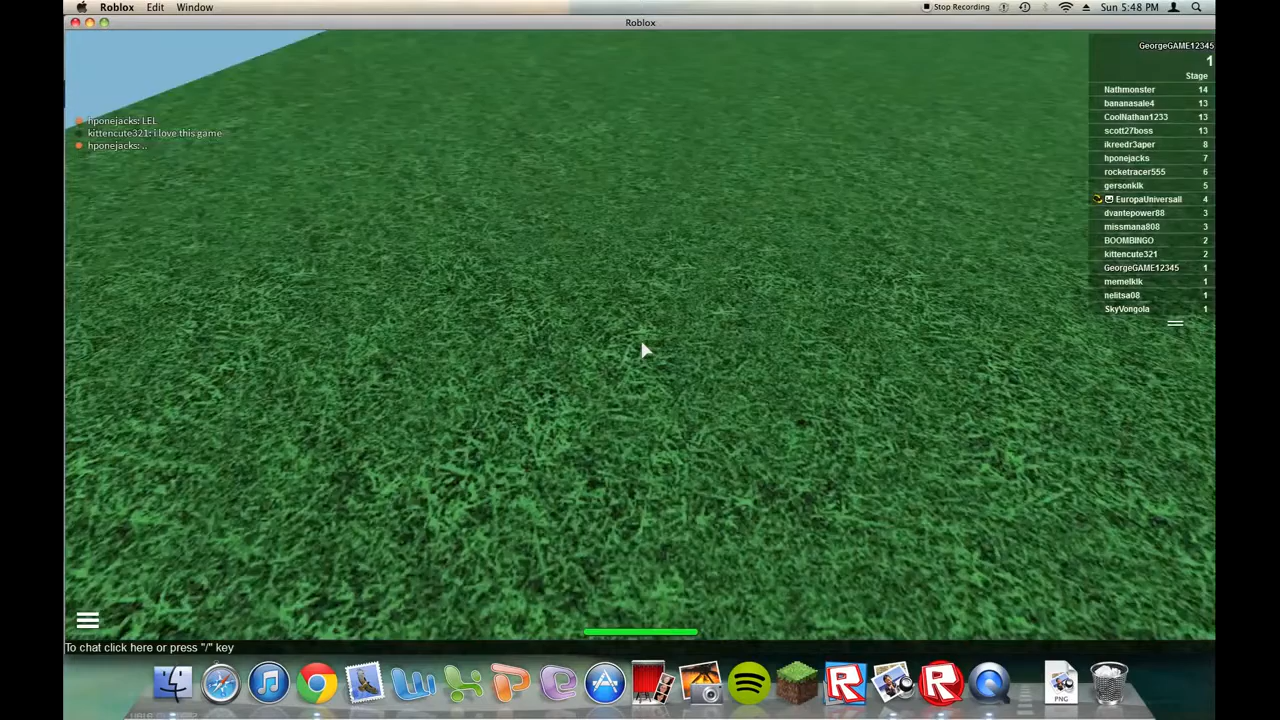 Roblox Edit Window Stop Recording Sun 5:48 PM
Roblox
GeorgeGAME12345
1
Stage
Nathmonster 14
bananasale4 13
CoolNathan1233 13
scott27boss 13
ikreedr3aper 8
hponejacks 7
rocketracer555 6
gersonklk 5
EuropaUniversall 4
dvantepower88 3
missmana808 3
BOOMBINGO 2
kittencute321 2
GeorgeGAME12345 1
memelklk 1
nelitsa08 1
SkyVongola 1
hponejacks: LEL
kittencute321: i love this game
hponejacks: ..
To chat click here or press "/" key
PNG